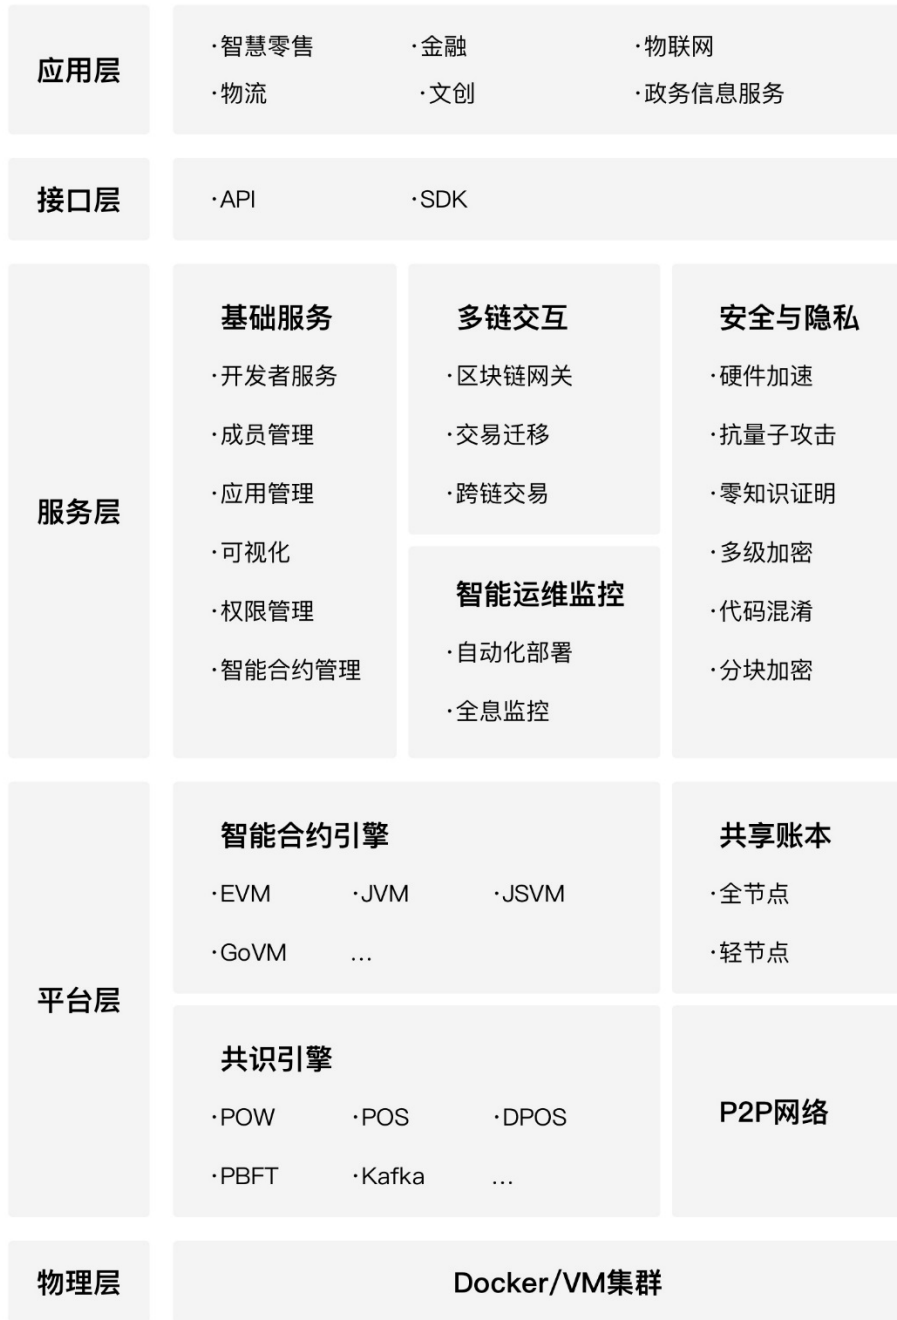 应用层
·智慧零售 ·金融 ·物联网
·物流 ·文创 ·政务信息服务
接口层
·API ·SDK
服务层
基础服务
·开发者服务
·成员管理
·应用管理
·可视化
·权限管理
·智能合约管理
多链交互
·区块链网关
·交易迁移
·跨链交易
智能运维监控
·自动化部署
·全息监控
安全与隐私
·硬件加速
·抗量子攻击
·零知识证明
·多级加密
·代码混淆
·分块加密
平台层
智能合约引擎
·EVM ·JVM ·JSVM
·GoVM ...
共享账本
·全节点
·轻节点
共识引擎
·POW ·POS ·DPOS
·PBFT ·Kafka ...
P2P网络
物理层
Docker/VM集群